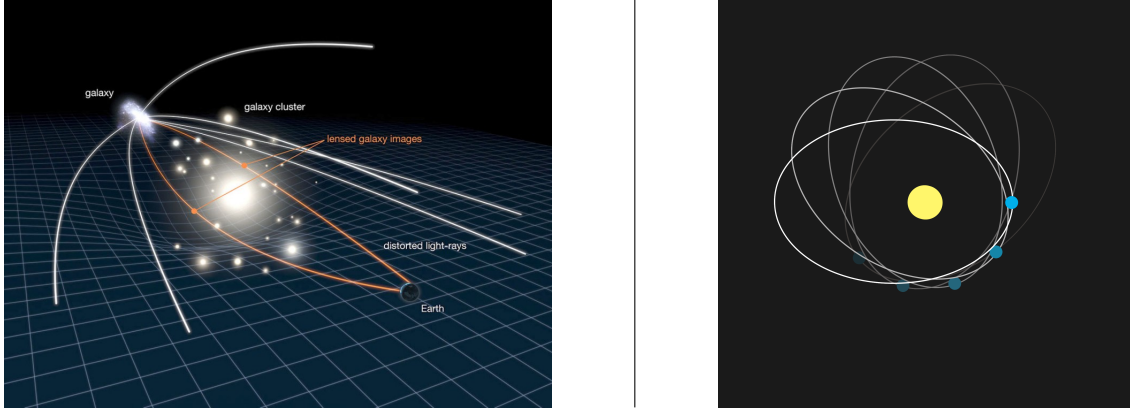 galaxy
galaxy cluster
lensed galaxy images
distorted light-rays
Earth